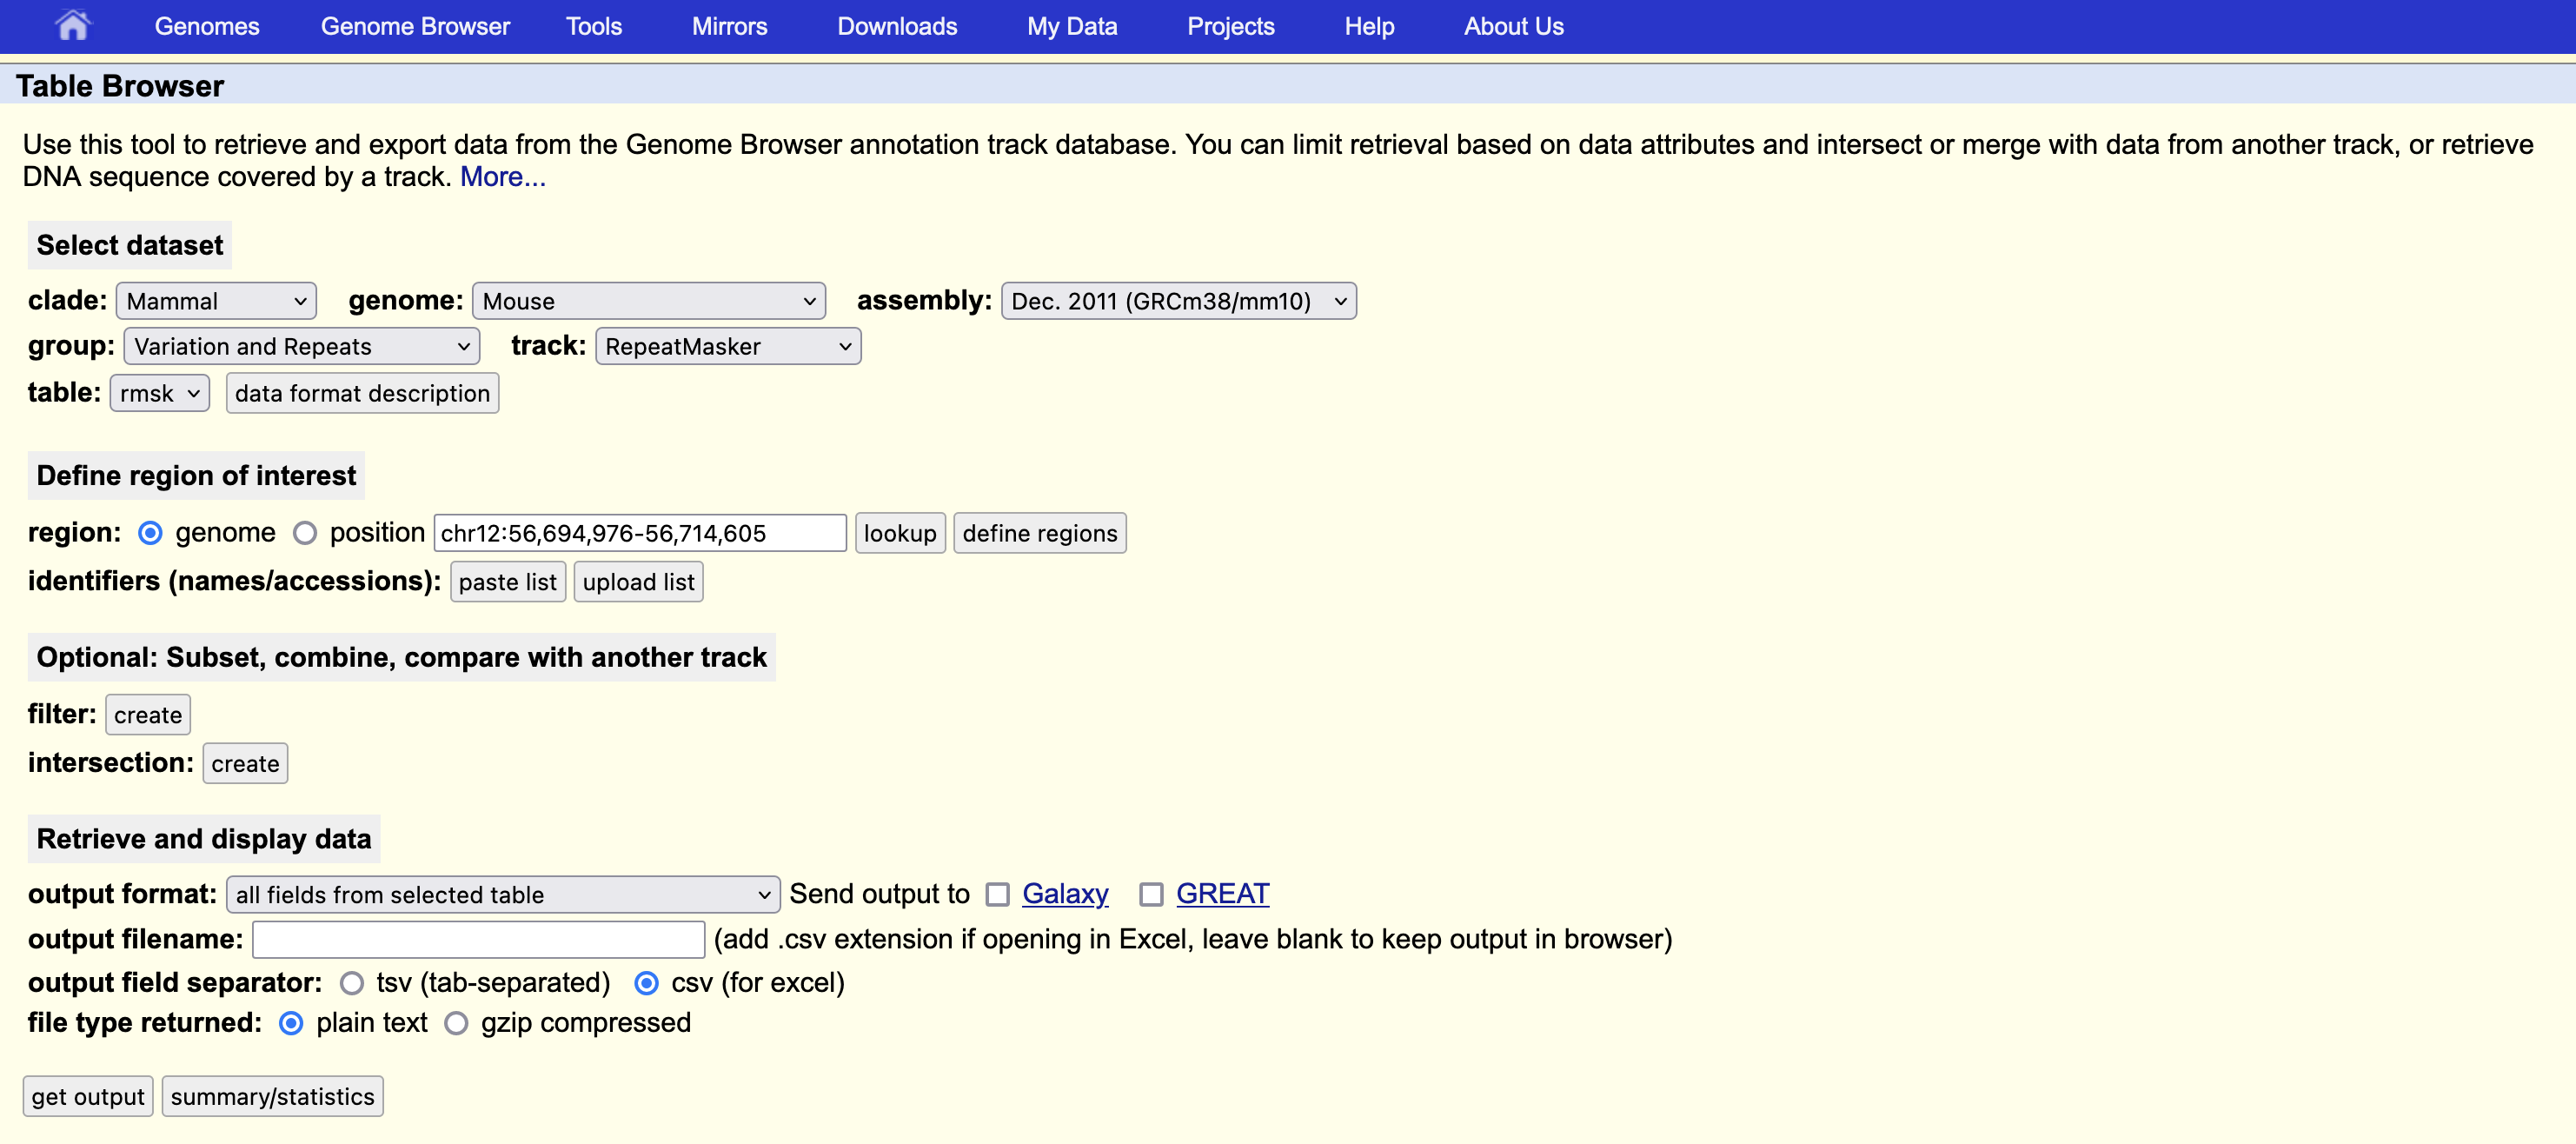 Genomes Genome Browser Tools Mirrors Downloads My Data Projects Help About Us
Table Browser
Use this tool to retrieve and export data from the Genome Browser annotation track database. You can limit retrieval based on data attributes and intersect or merge with data from another track, or retrieve
DNA sequence covered by a track. More...
Select dataset
clade: Mammal genome: Mouse assembly: Dec. 2011 (GRCm38/mm10)
group: Variation and Repeats track: RepeatMasker
table: rmsk data format description
Define region of interest
region: genome position chr12:56,694,976-56,714,605 lookup define regions
identifiers (names/accessions): paste list upload list
Optional: Subset, combine, compare with another track
filter: create
intersection: create
Retrieve and display data
output format: all fields from selected table Send output to Galaxy GREAT
output filename: (add .csv extension if opening in Excel, leave blank to keep output in browser)
output field separator: tsv (tab-separated) csv (for excel)
file type returned: plain text gzip compressed
get output summary/statistics